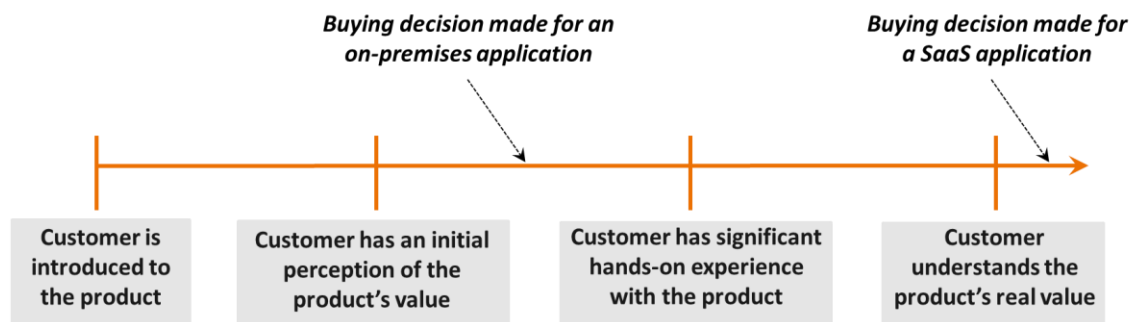 Buying decision made for an
on-premises application
Buying decision made for
a SaaS application
Customer is
introduced to
the product
Customer has an initial
perception of the
product's value
Customer has significant
hands-on experience
with the product
Customer
understands the
product's real value